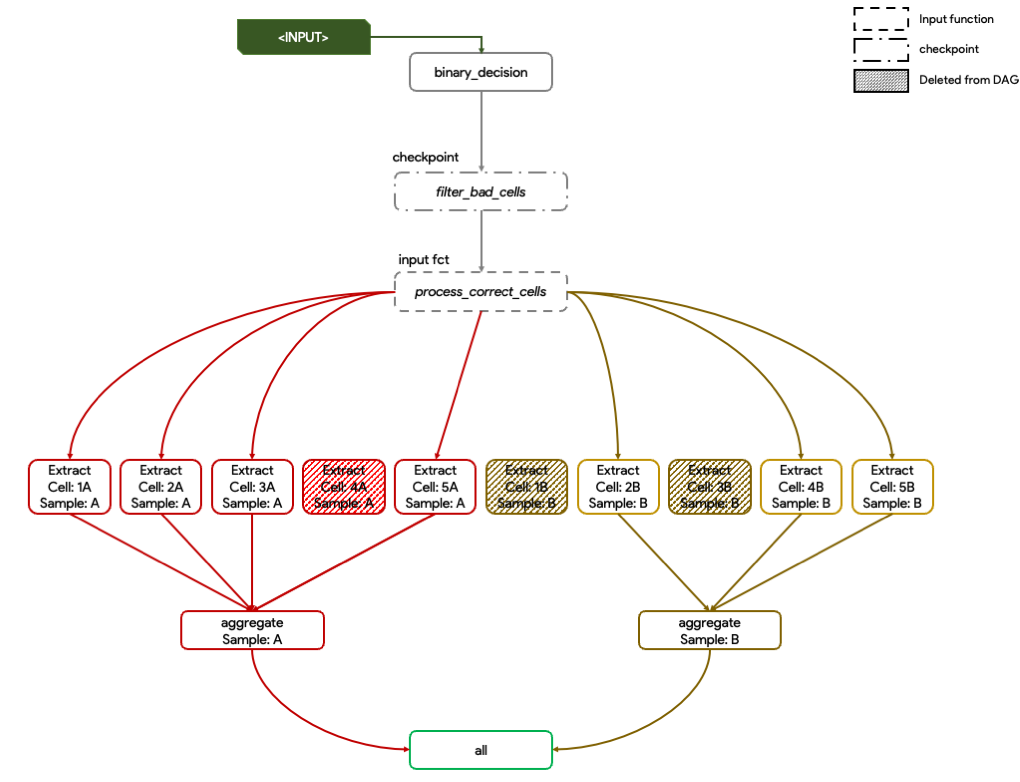 <INPUT>
Input function
checkpoint
Deleted from DAG
binary_decision
checkpoint
filter_bad_cells
input fct
process_correct_cells
Extract
Cell: 1A
Sample: A
Extract
Cell: 2A
Sample: A
Extract
Cell: 3A
Sample: A
Extract
Cell: 4A
Sample: A
Extract
Cell: 5A
Sample: A
Extract
Cell: 1B
Sample: B
Extract
Cell: 2B
Sample: B
Extract
Cell: 3B
Sample: B
Extract
Cell: 4B
Sample: B
Extract
Cell: 5B
Sample: B
aggregate
Sample: A
aggregate
Sample: B
all